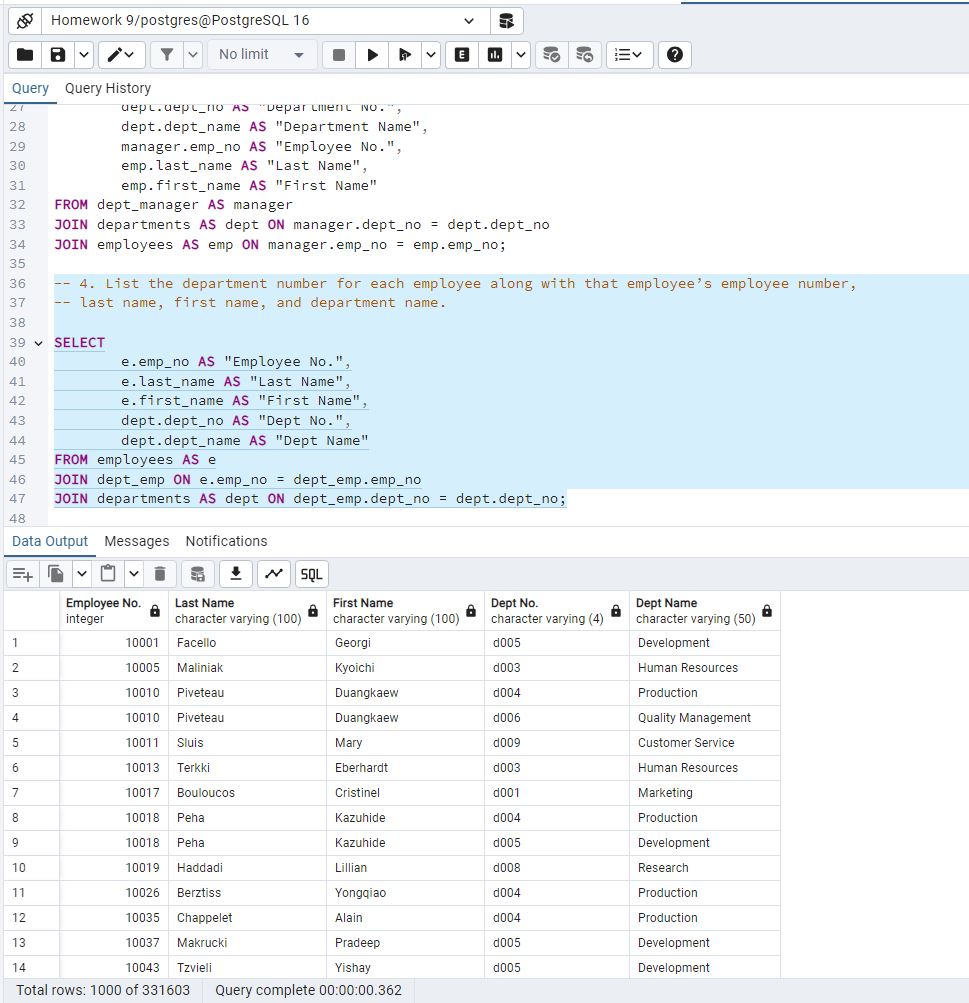 Homework 9/postgres@PostgreSQL 16
No limit
E
Query Query History
27 dept.dept_no AS "Department No.",
28 dept.dept_name AS "Department Name",
29 manager.emp_no AS "Employee No.",
30 emp.last_name AS "Last Name",
31 emp.first_name AS "First Name"
32 FROM dept_manager AS manager
33 JOIN departments AS dept ON manager.dept_no = dept.dept_no
34 JOIN employees AS emp ON manager.emp_no = emp.emp_no;
35
36 -- 4. List the department number for each employee along with that employee’s employee number,
37 -- last name, first name, and department name.
38
39 SELECT
40 e.emp_no AS "Employee No.",
41 e.last_name AS "Last Name",
42 e.first_name AS "First Name",
43 dept.dept_no AS "Dept No.",
44 dept.dept_name AS "Dept Name"
45 FROM employees AS e
46 JOIN dept_emp ON e.emp_no = dept_emp.emp_no
47 JOIN departments AS dept ON dept_emp.dept_no = dept.dept_no;
48
Data Output Messages Notifications
SQL
Employee No. Last Name First Name Dept No. Dept Name
integer character varying (100) character varying (100) character varying (4) character varying (50)
1 10001 Facello Georgi d005 Development
2 10005 Maliniak Kyoichi d003 Human Resources
3 10010 Piveteau Duangkaew d004 Production
4 10010 Piveteau Duangkaew d006 Quality Management
5 10011 Sluis Mary d009 Customer Service
6 10013 Terkki Eberhardt d003 Human Resources
7 10017 Bouloucos Cristinel d001 Marketing
8 10018 Peha Kazuhide d004 Production
9 10018 Peha Kazuhide d005 Development
10 10019 Haddadi Lillian d008 Research
11 10026 Berztiss Yongqiao d004 Production
12 10035 Chappelet Alain d004 Production
13 10037 Makrucki Pradeep d005 Development
14 10043 Tzvieli Yishay d005 Development
Total rows: 1000 of 331603 Query complete 00:00:00.362